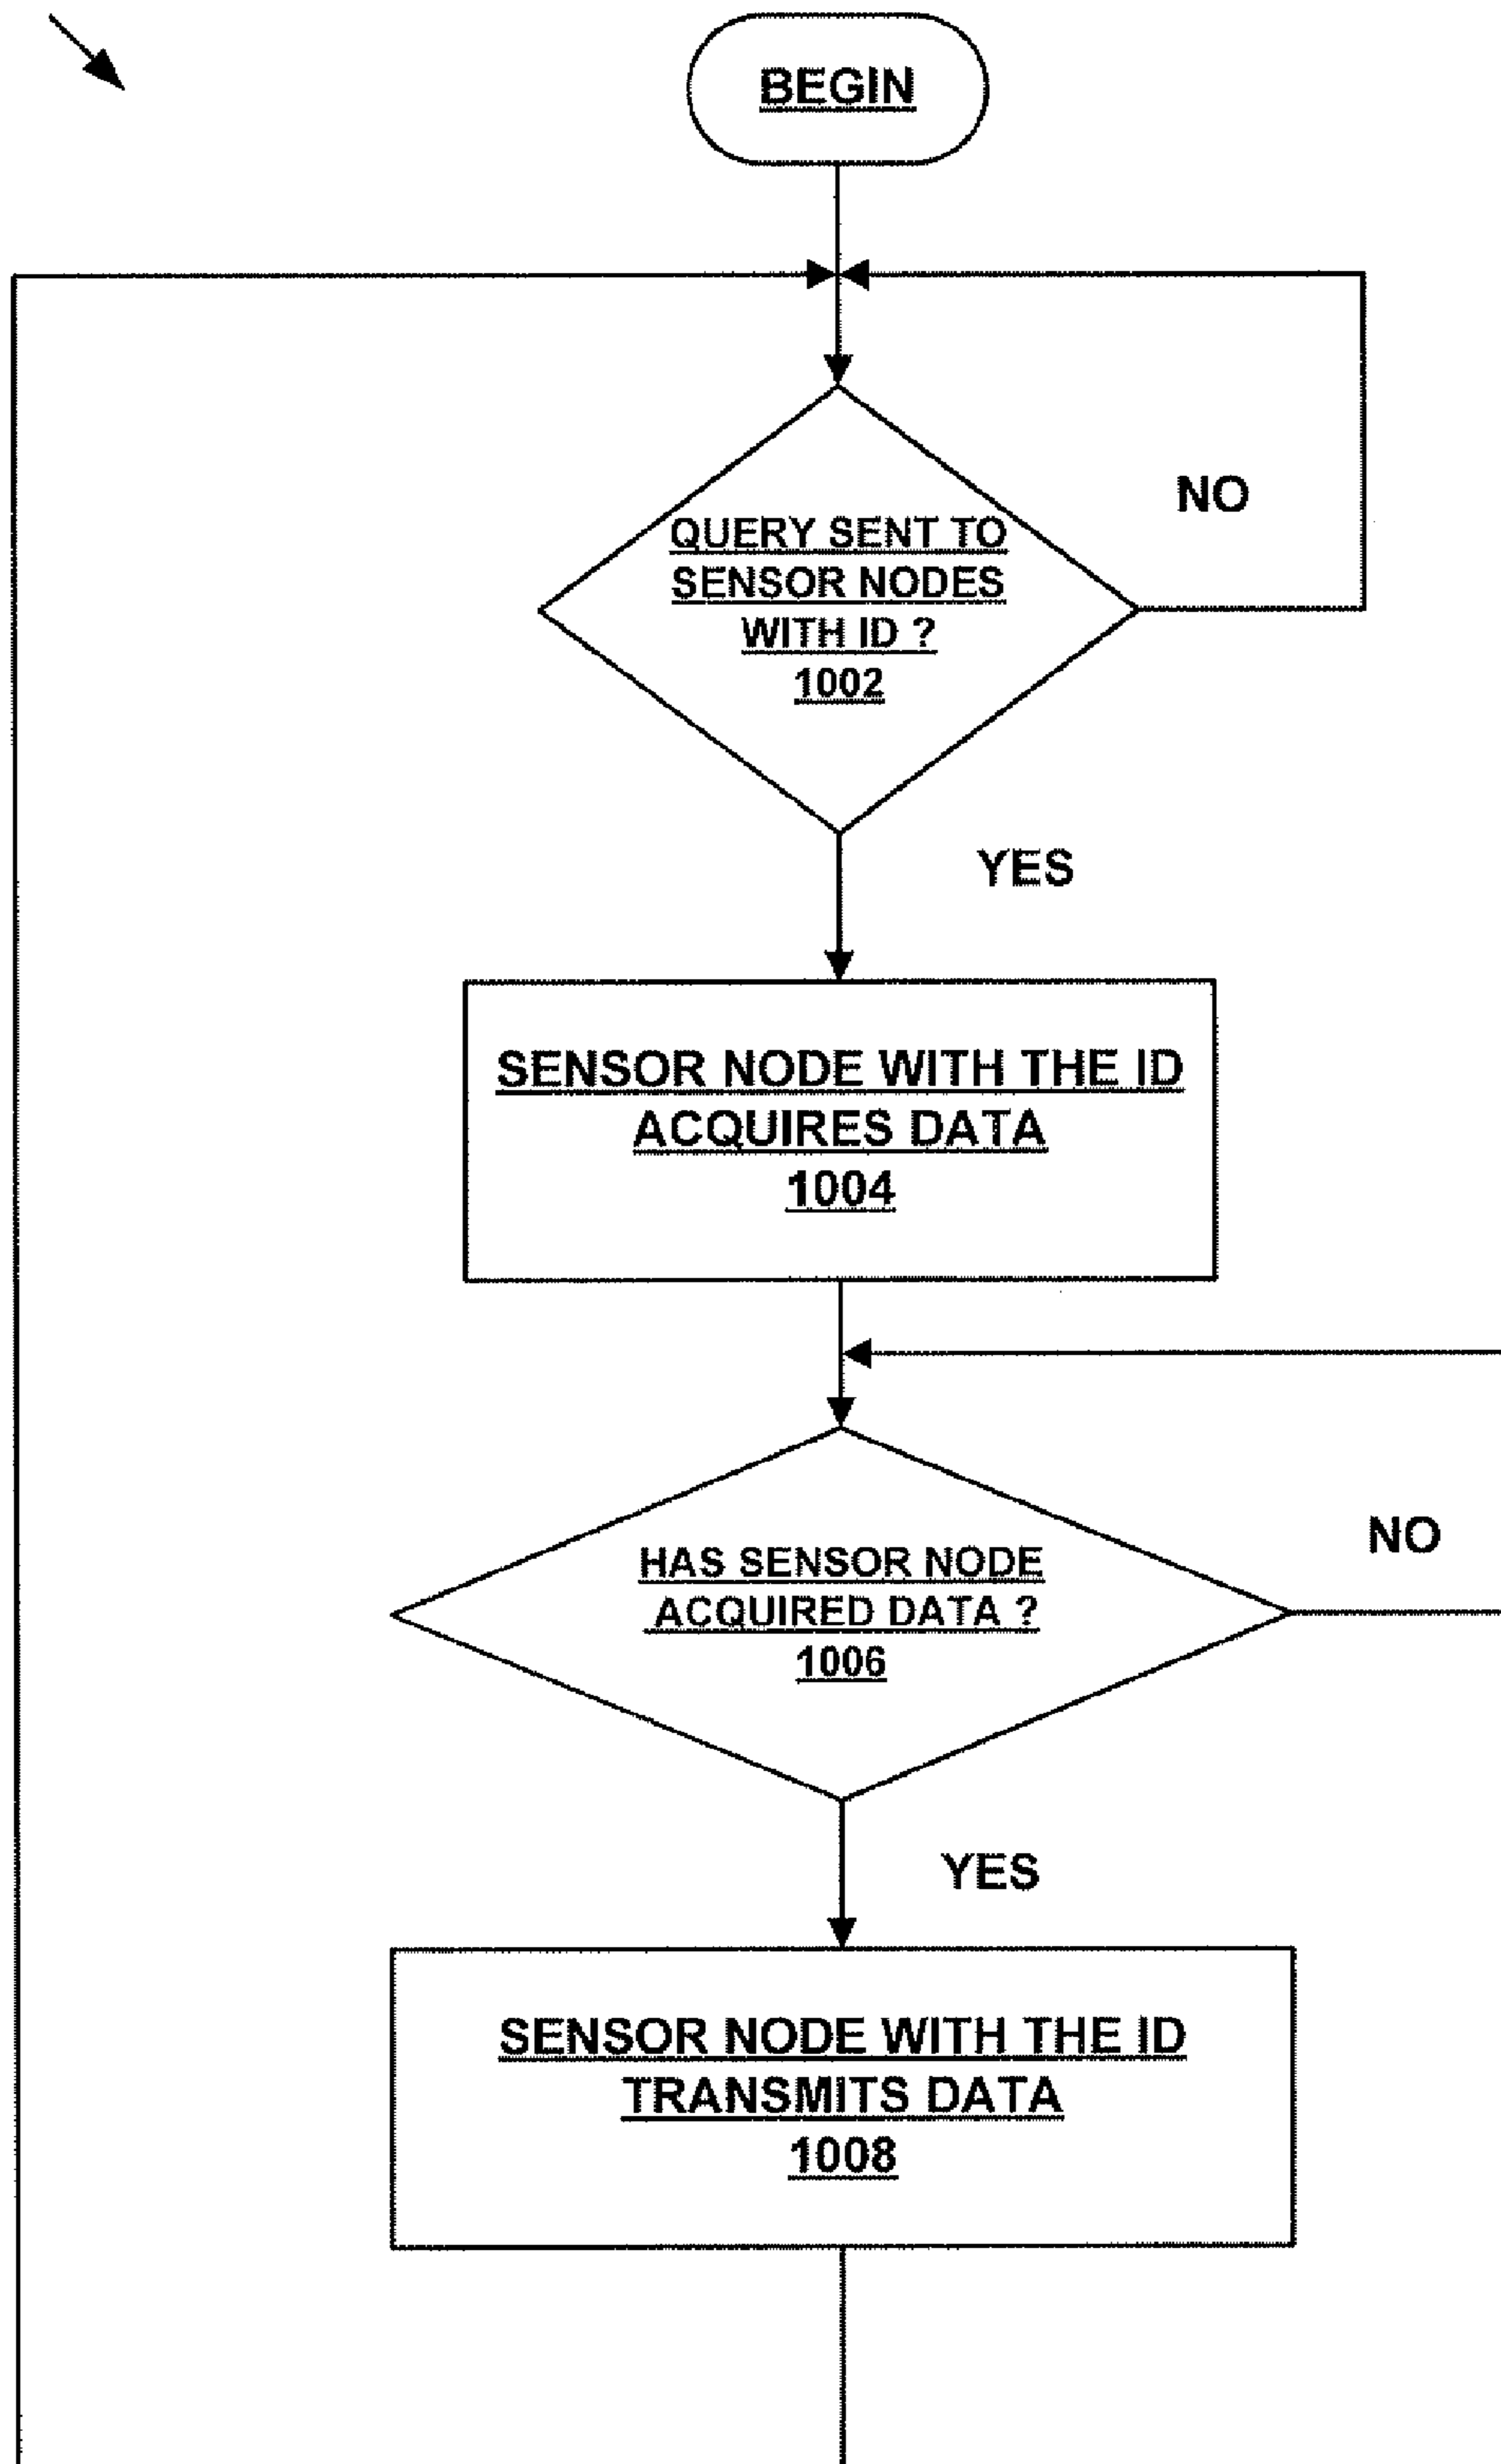 BEGIN
NO
QUERY SENT TO
SENSOR NODES
WITH ID ?
1002
YES
SENSOR NODE WITH THE ID
ACQUIRES DATA
1004
NO
HAS SENSOR NODE
ACQUIRED DATA ?
1006
YES
SENSOR NODE WITH THE ID
TRANSMITS DATA
1008